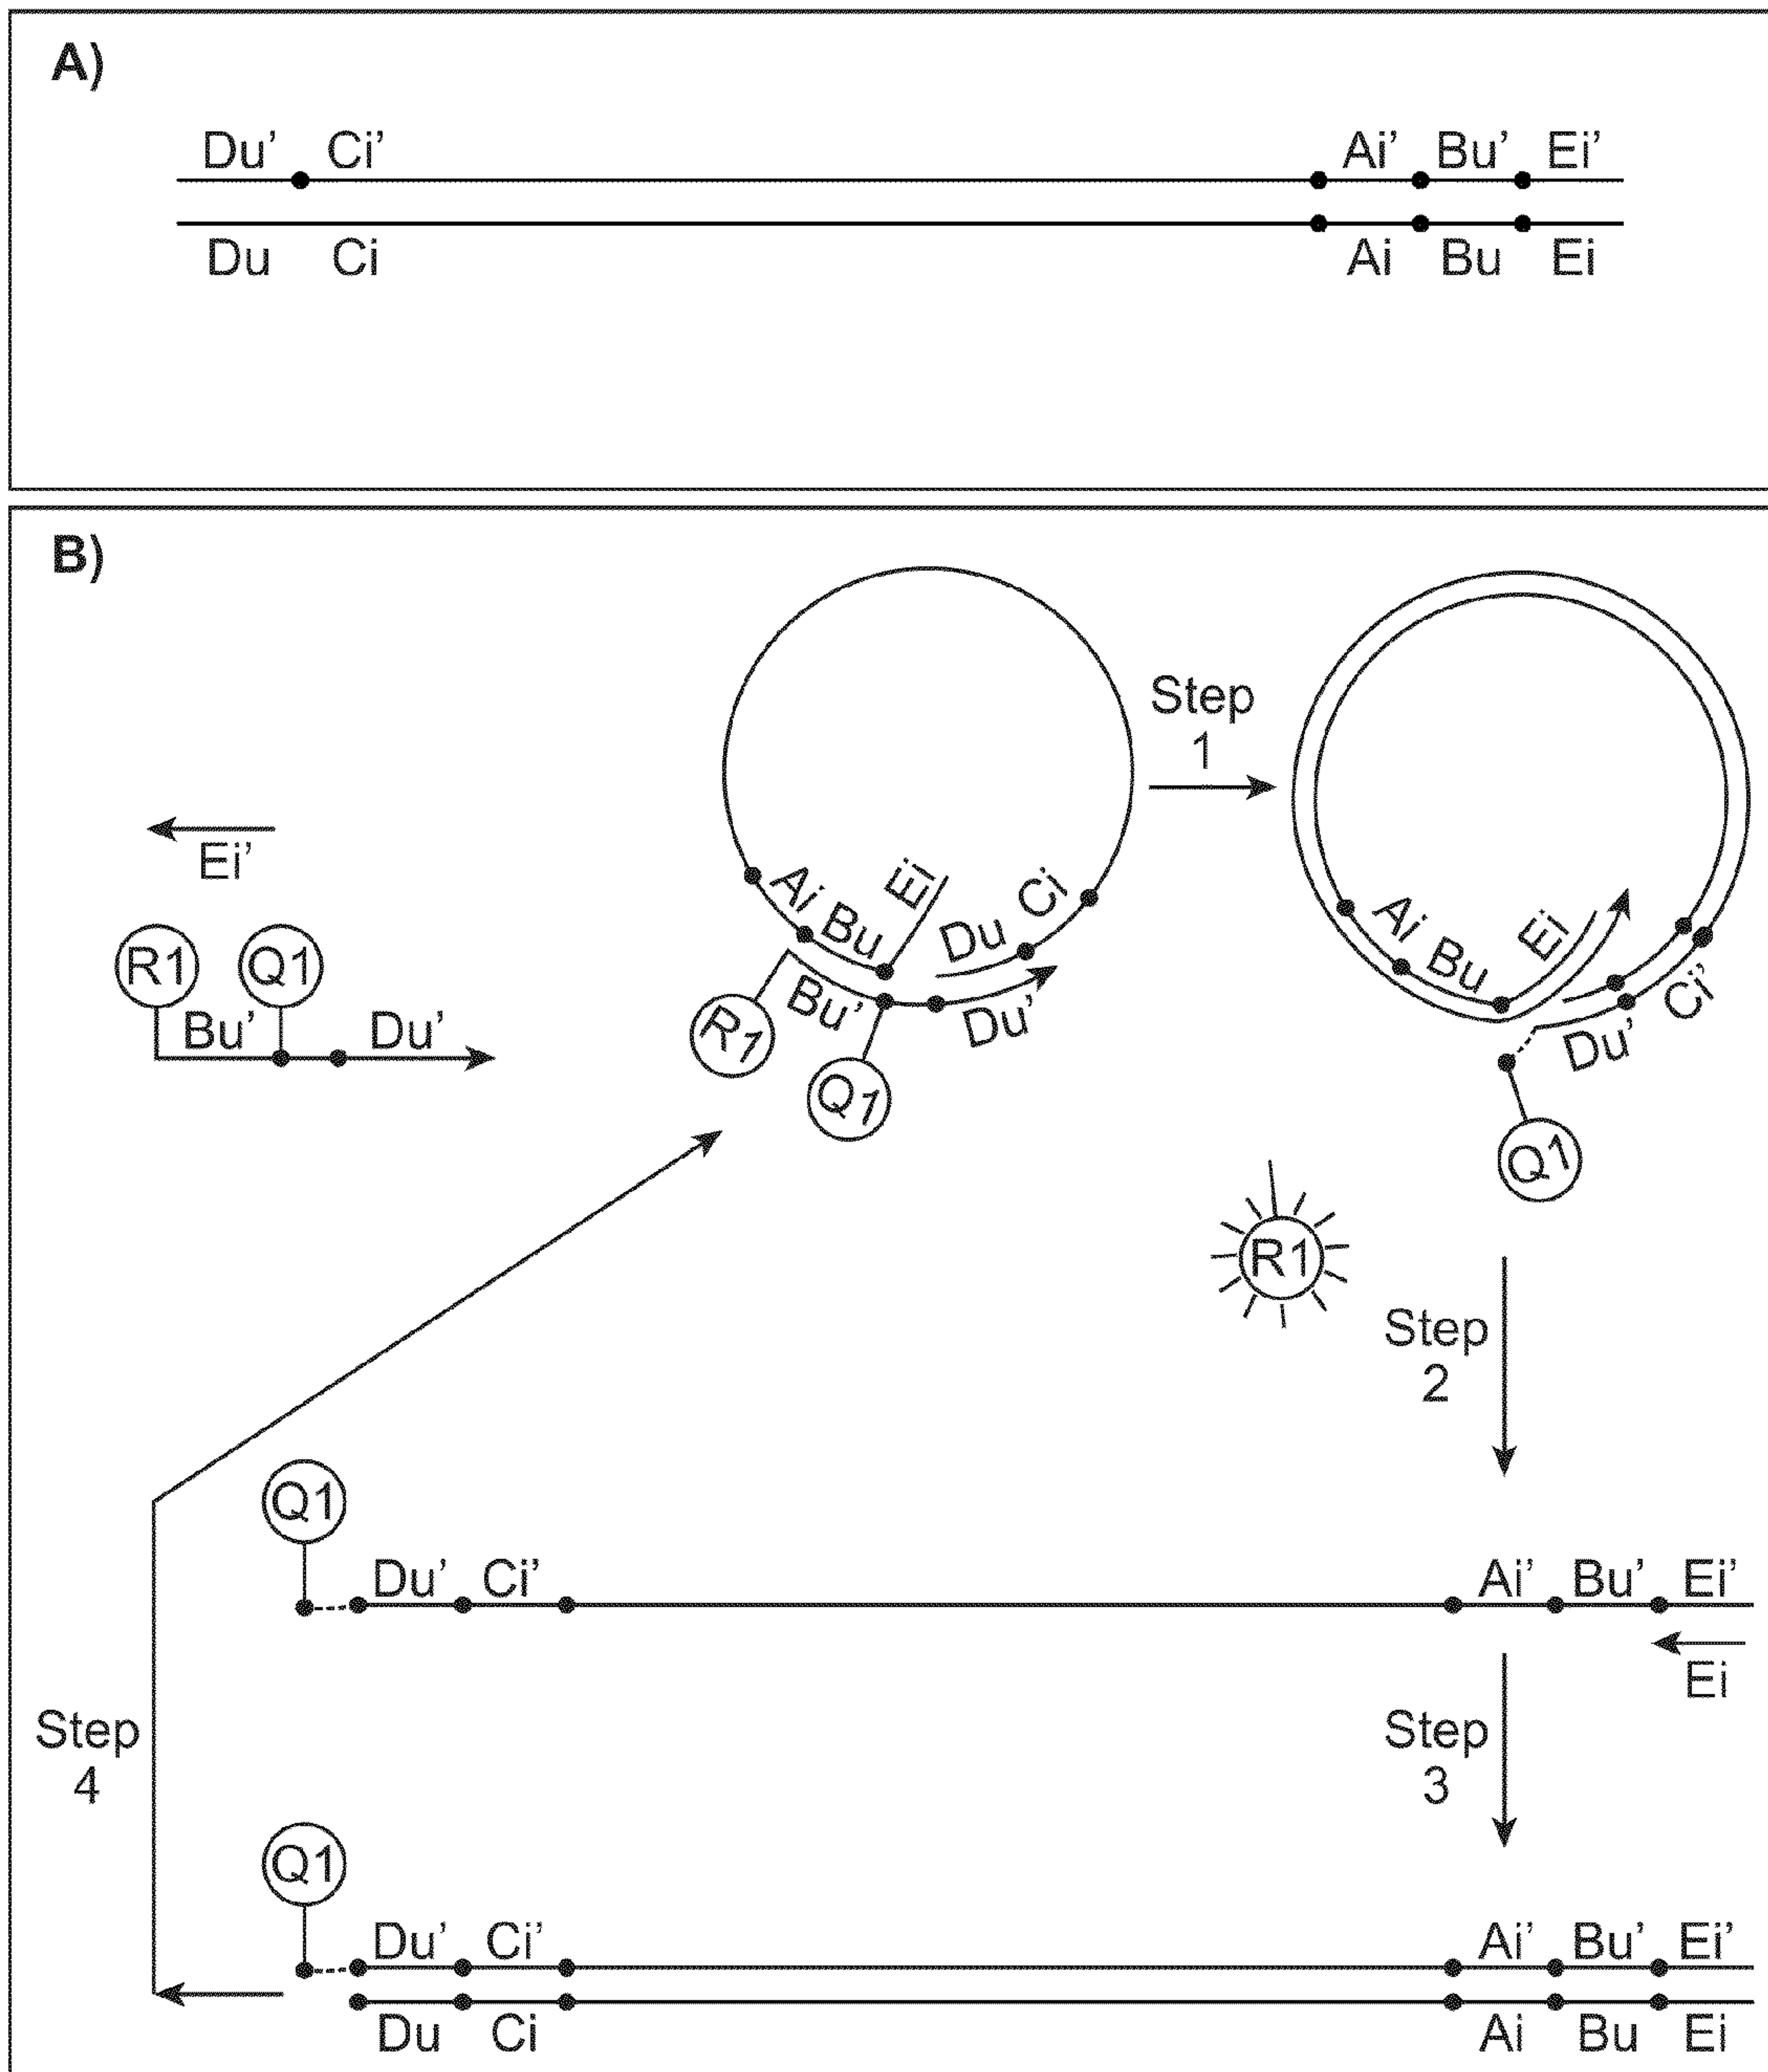 A)
Du’ Ci’ Ai’ Bu’ Ei’
Du Ci Ai Bu Ei
B)
Step
1
Ei’
R1 Q1
Bu’ Du’
Ai Bu Ei Du Ci
R1 Bu’ Q1 Du’
Ai Bu Ei
Du’ Ci’
Q1
R1
Step
2
Q1
Du’ Ci’ Ai’ Bu’ Ei’
Ei
Step
4
Step
3
Q1
Du’ Ci’ Ai’ Bu’ Ei’
Du Ci Ai Bu Ei